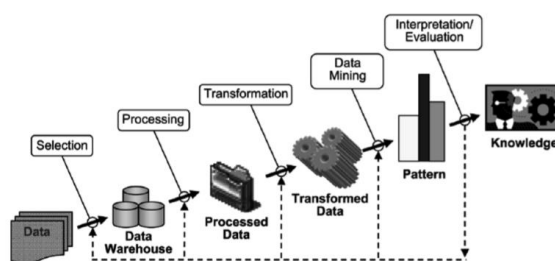 Interpretation/
Evaluation
Data
Mining
Transformation
Processing
Selection
Data
Data
Warehouse
Processed
Data
Transformed
Data
Pattern
Knowledge